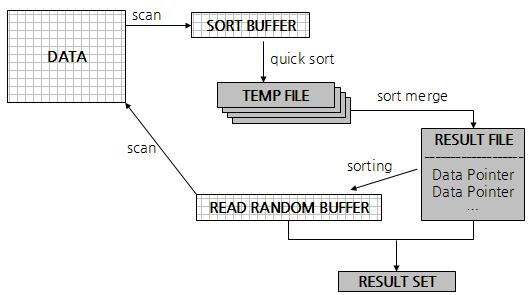 scan
SORT BUFFER
DATA
quick sort
TEMP FILE
sort merge
RESULT FILE
--------------------
scan
sorting
Data Pointer
Data Pointer
...
READ RANDOM BUFFER
RESULT SET